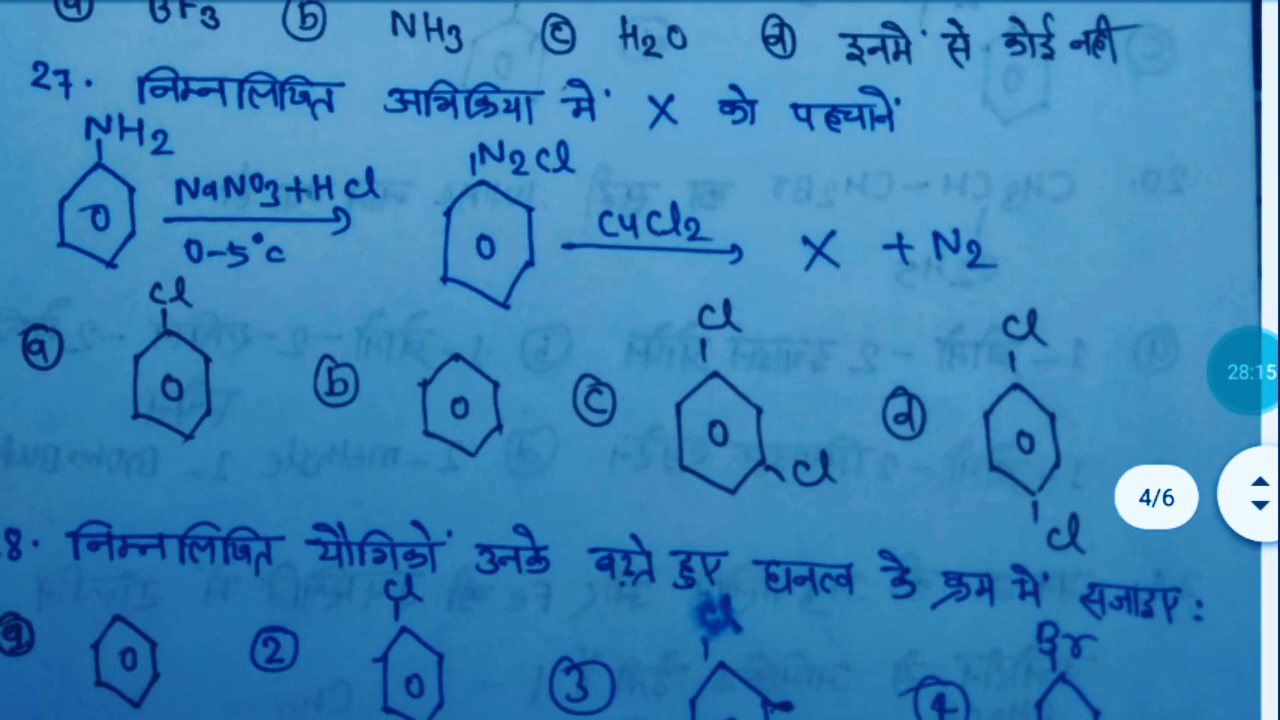 ⓐ BF3 ⓑ NH3 ⓒ H2O ⓓ इनमें से कोई नही
27. निम्नलिखित अभिक्रिया में X को पहचानें
NH2 NaNO3+HCl 0-5°C N2Cl CuCl2 X + N2
ⓐ Cl ⓑ ⓒ Cl Cl ⓓ Cl Cl
28:15
4/6
8. निम्नलिखित यौगिकों उनके बढ़ते हुए घनत्व के क्रम में सजाइए:
① ② Cl ③ Cl ④ Br